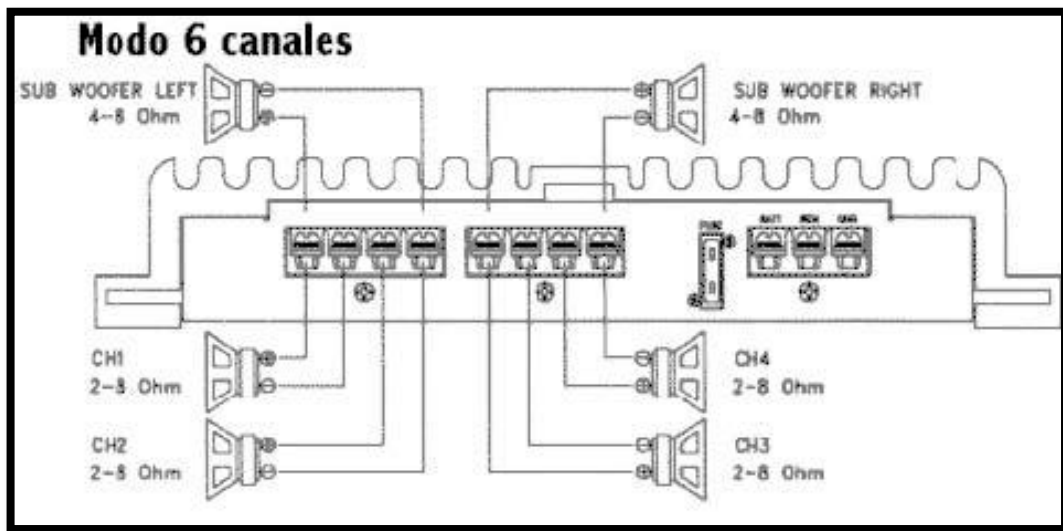 Modo 6 canales
SUB WOOFER LEFT
4-8 Ohm
SUB WOOFER RIGHT
4-8 Ohm
BATT
CH1
2-8 Ohm
CH4
2-8 Ohm
CH2
2-8 Ohm
CH3
2-8 Ohm